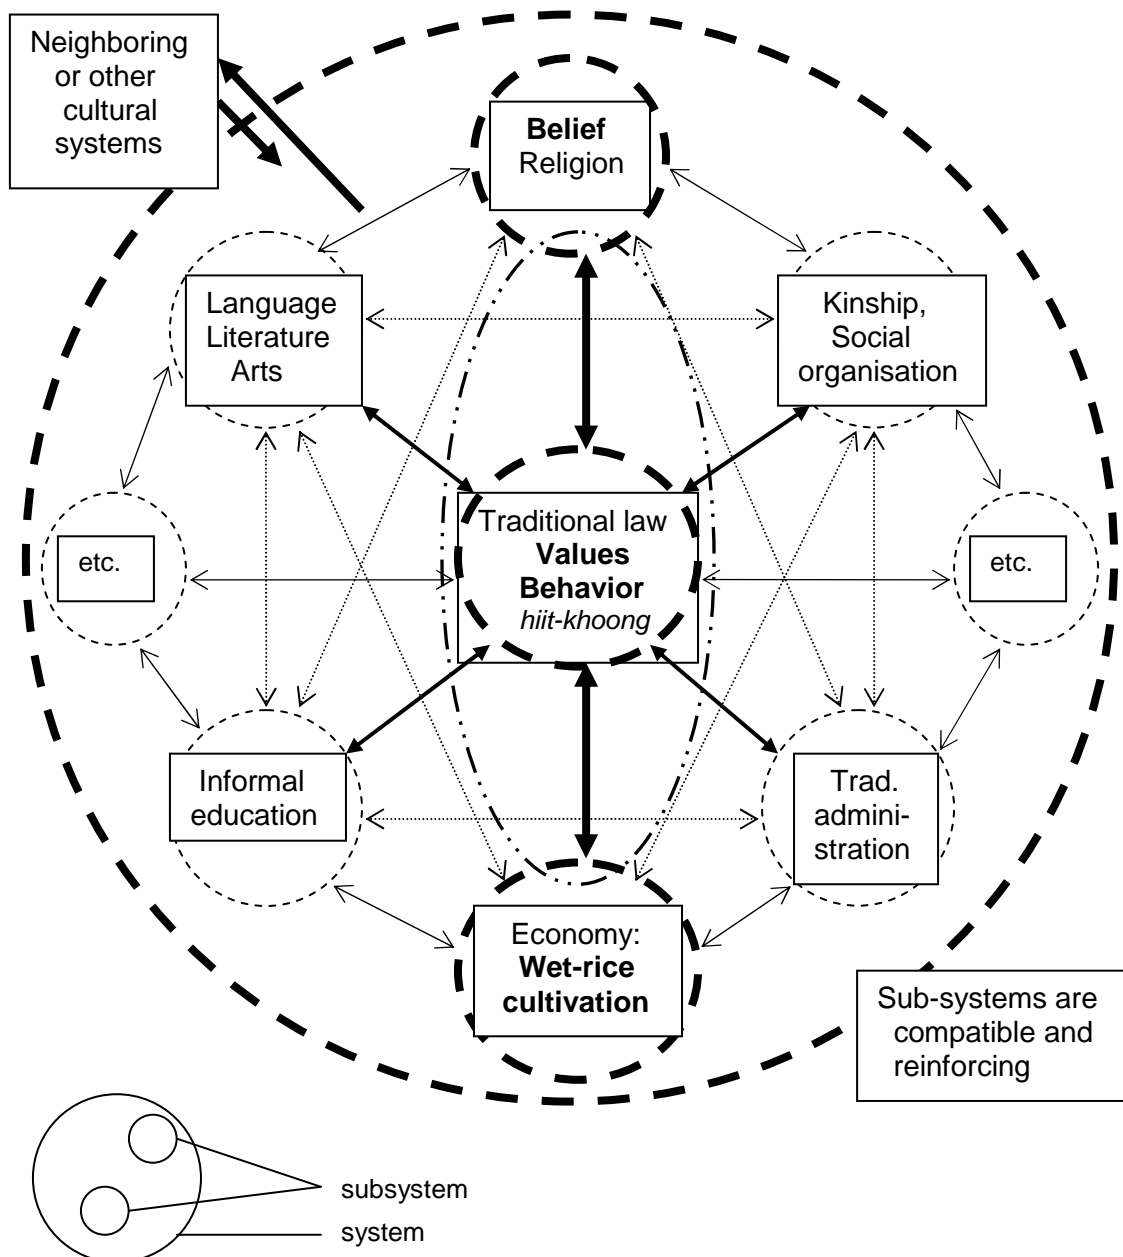 Neighboring
or other
cultural
systems
Belief
Religion
Language
Literature
Arts
Kinship,
Social
organisation
Traditional law
Values
Behavior
hiit-khoong
etc.
etc.
Informal
education
Trad.
admini-
stration
Economy:
Wet-rice
cultivation
Sub-systems are
compatible and
reinforcing
subsystem
system